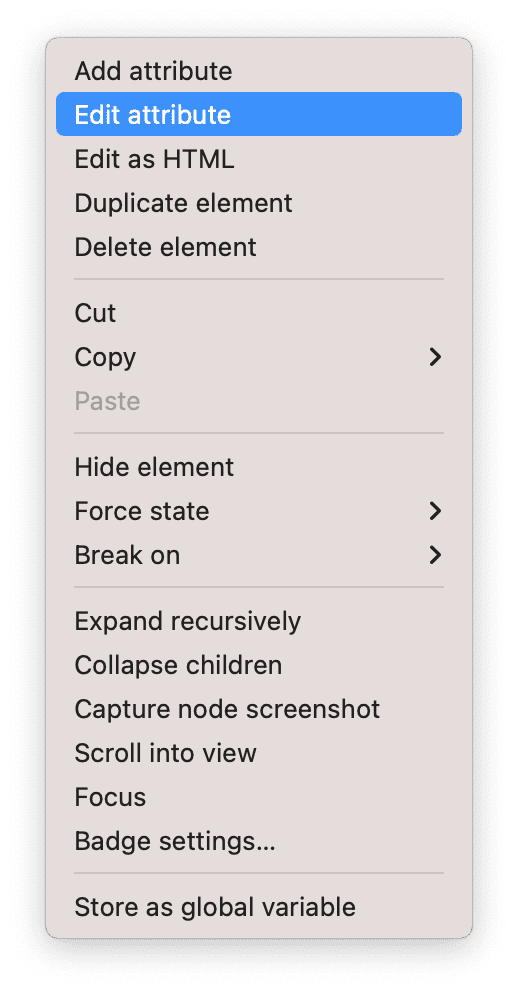 Add attribute
Edit attribute
Edit as HTML
Duplicate element
Delete element
Cut
Copy
Paste
Hide element
Force state
Break on
Expand recursively
Collapse children
Capture node screenshot
Scroll into view
Focus
Badge settings...
Store as global variable